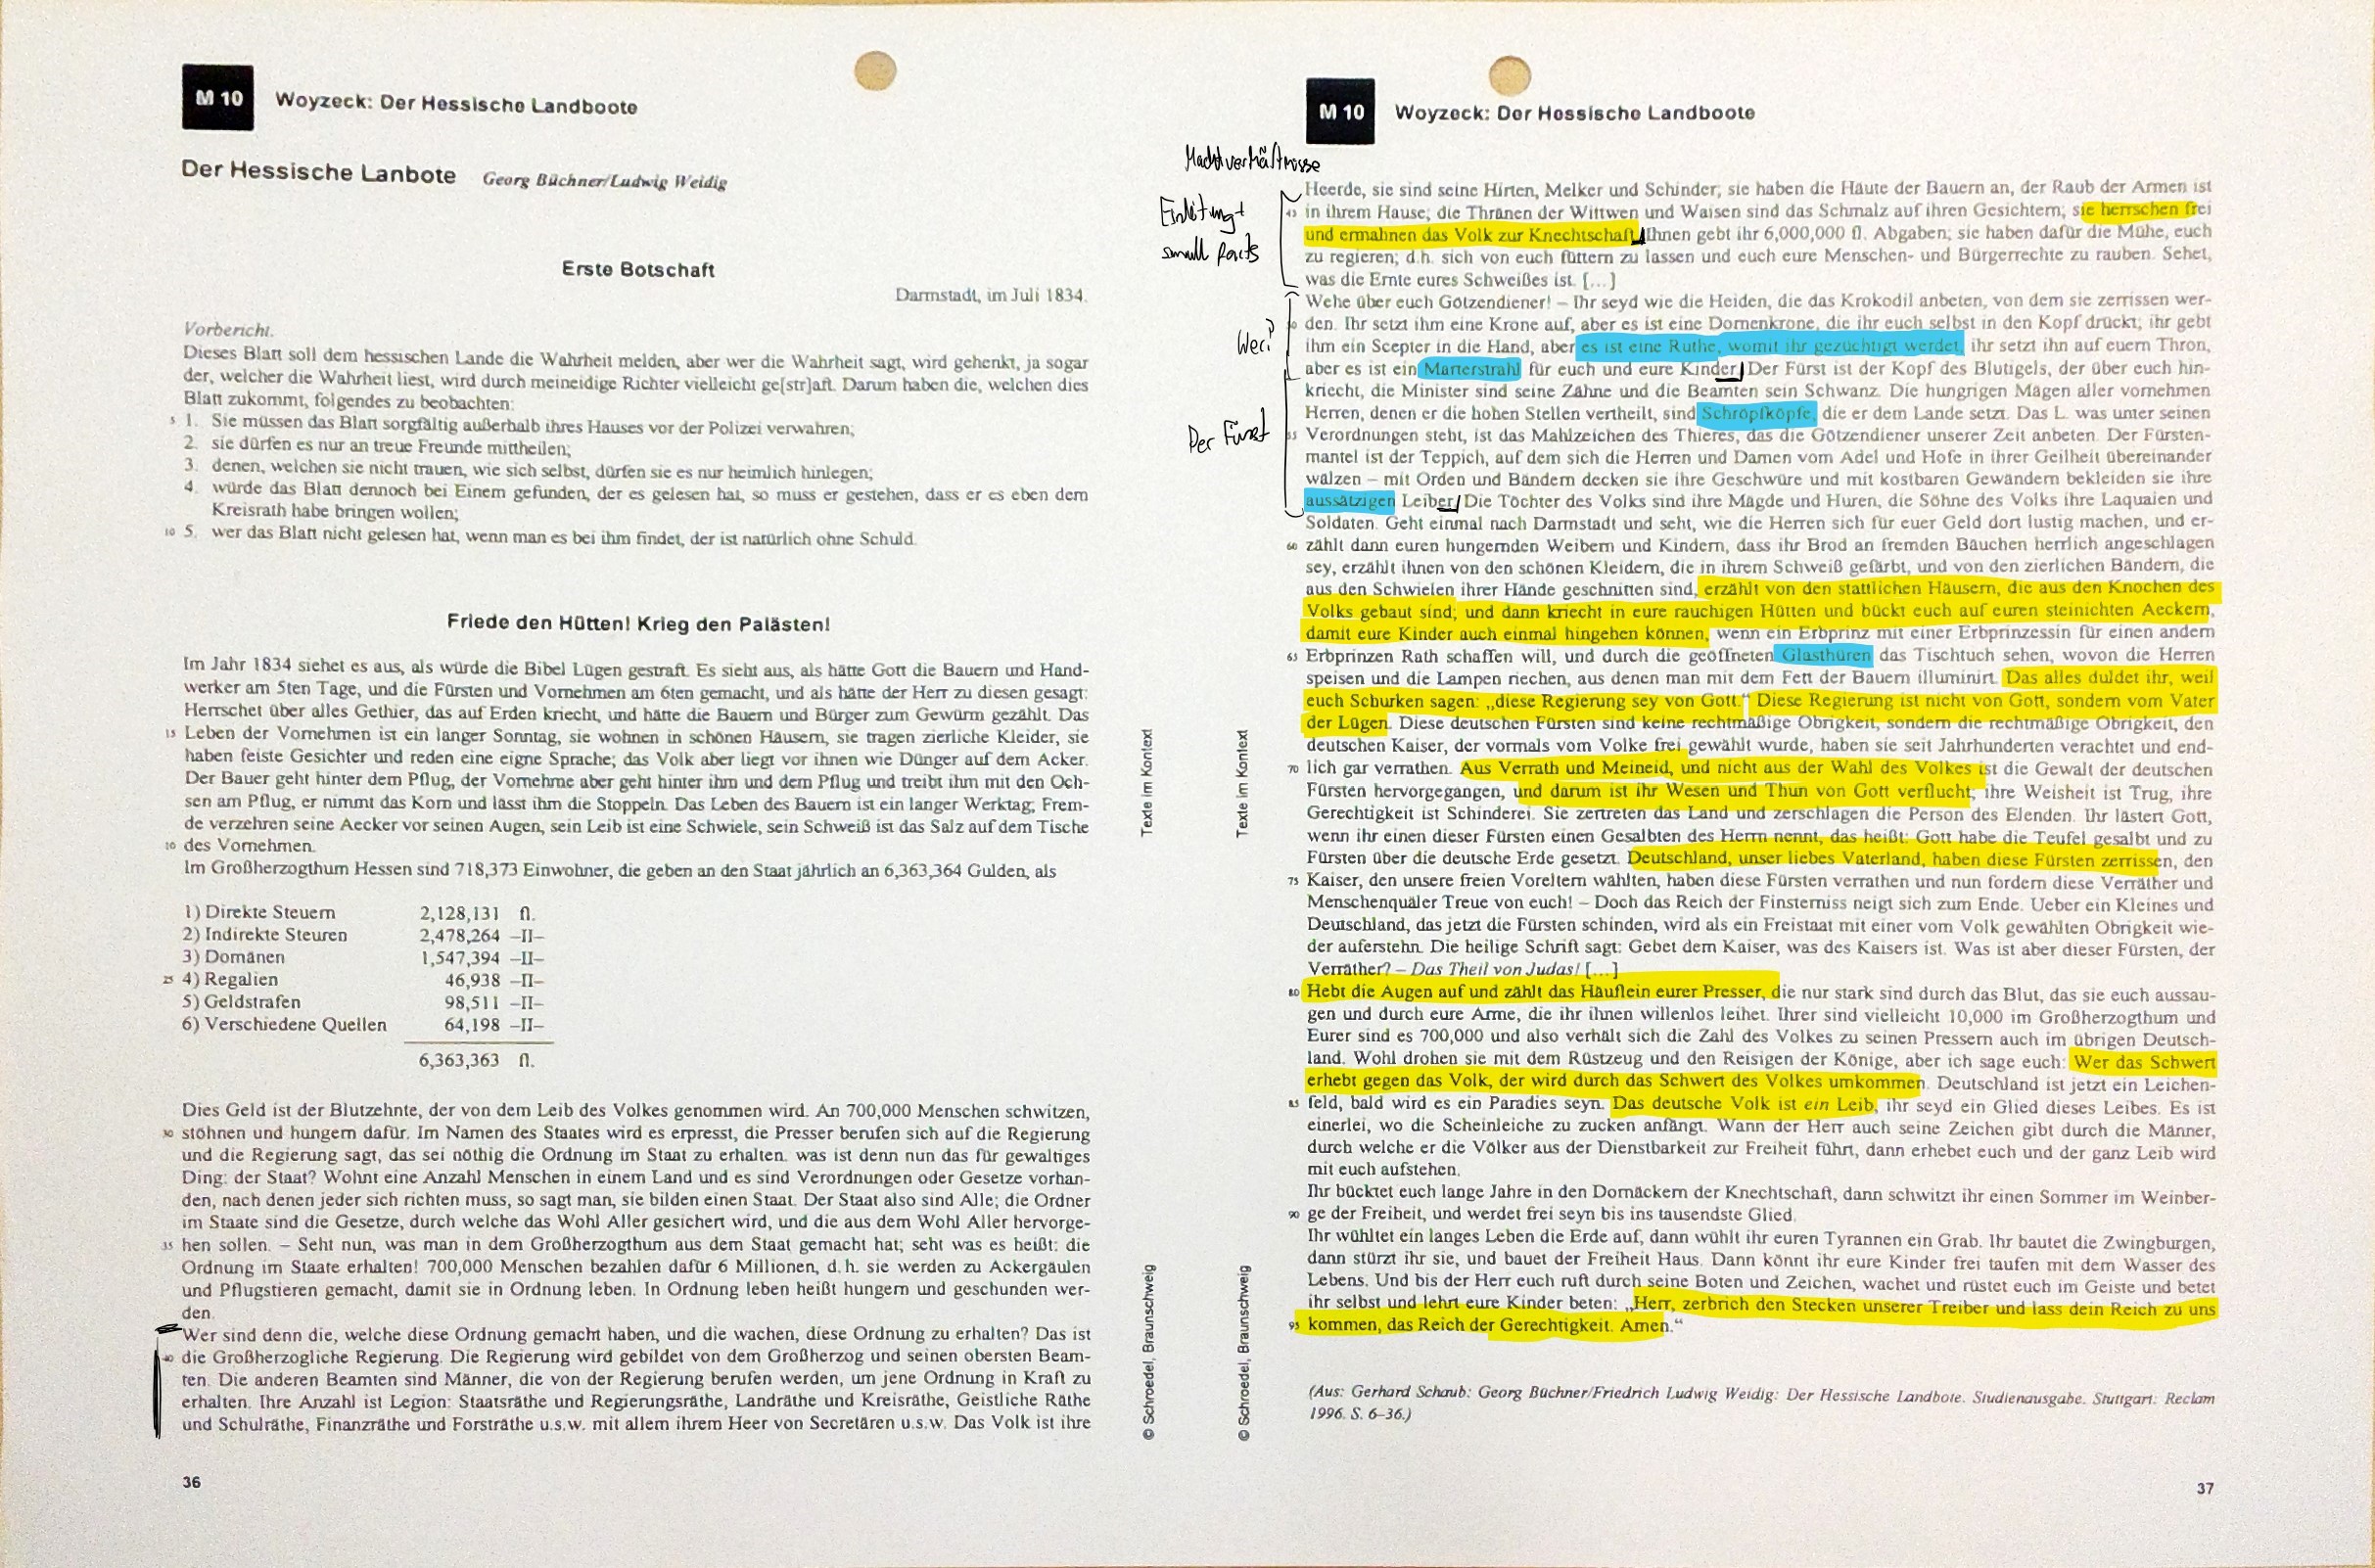 M 10 Woyzeck: Der Hessische Landboote
Der Hessische Lanbote Georg Büchner/Ludwig Weidig
Erste Botschaft
Darmstadt, im Juli 1834.
Vorbericht.
Dieses Blatt soll dem hessischen Lande die Wahrheit melden, aber wer die Wahrheit sagt, wird gehenkt, ja sogar
der, welcher die Wahrheit liest, wird durch meineidige Richter vielleicht ge[str]aft. Darum haben die, welchen dies
Blatt zukommt, folgendes zu beobachten:
5 1. Sie müssen das Blatt sorgfältig außerhalb ihres Hauses vor der Polizei verwahren;
2. sie dürfen es nur an treue Freunde mittheilen;
3. denen, welchen sie nicht trauen, wie sich selbst, dürfen sie es nur heimlich hinlegen;
4. würde das Blatt dennoch bei Einem gefunden, der es gelesen hat, so muss er gestehen, dass er es eben dem
Kreisrath habe bringen wollen;
10 5. wer das Blatt nicht gelesen hat, wenn man es bei ihm findet, der ist natürlich ohne Schuld.
Friede den Hütten! Krieg den Palästen!
Im Jahr 1834 siehet es aus, als würde die Bibel Lügen gestraft. Es sieht aus, als hätte Gott die Bauern und Hand-
werker am 5ten Tage, und die Fürsten und Vornehmen am 6ten gemacht, und als hätte der Herr zu diesen gesagt:
Herrschet über alles Gethier, das auf Erden kriecht, und hätte die Bauern und Bürger zum Gewürm gezählt. Das
15 Leben der Vornehmen ist ein langer Sonntag, sie wohnen in schönen Häusern, sie tragen zierliche Kleider, sie
haben feiste Gesichter und reden eine eigne Sprache; das Volk aber liegt vor ihnen wie Dünger auf dem Acker.
Der Bauer geht hinter dem Pflug, der Vornehme aber geht hinter ihm und dem Pflug und treibt ihm mit den Och-
sen am Pflug, er nimmt das Korn und lässt ihm die Stoppeln. Das Leben des Bauern ist ein langer Werktag; Frem-
de verzehren seine Aecker vor seinen Augen, sein Leib ist eine Schwiele, sein Schweiß ist das Salz auf dem Tische
10 des Vornehmen.
Im Großherzogthum Hessen sind 718,373 Einwohner, die geben an den Staat jährlich an 6,363,364 Gulden, als
1) Direkte Steuern 2,128,131 fl.
2) Indirekte Steuren 2,478,264 –II–
3) Domänen 1,547,394 –II–
25 4) Regalien 46,938 –II–
5) Geldstrafen 98,511 –II–
6) Verschiedene Quellen 64,198 –II–
6,363,363 fl.
Dies Geld ist der Blutzehnte, der von dem Leib des Volkes genommen wird. An 700,000 Menschen schwitzen,
30 stöhnen und hungern dafür. Im Namen des Staates wird es erpresst, die Presser berufen sich auf die Regierung
und die Regierung sagt, das sei nöthig die Ordnung im Staat zu erhalten. was ist denn nun das für gewaltiges
Ding: der Staat? Wohnt eine Anzahl Menschen in einem Land und es sind Verordnungen oder Gesetze vorhan-
den, nach denen jeder sich richten muss, so sagt man, sie bilden einen Staat. Der Staat also sind Alle; die Ordner
im Staate sind die Gesetze, durch welche das Wohl Aller gesichert wird, und die aus dem Wohl Aller hervorge-
35 hen sollen. – Seht nun, was man in dem Großherzogthum aus dem Staat gemacht hat; seht was es heißt: die
Ordnung im Staate erhalten! 700,000 Menschen bezahlen dafür 6 Millionen, d.h. sie werden zu Ackergäulen
und Pflugstieren gemacht, damit sie in Ordnung leben. In Ordnung leben heißt hungern und geschunden wer-
den.
Wer sind denn die, welche diese Ordnung gemacht haben, und die wachen, diese Ordnung zu erhalten? Das ist
40 die Großherzogliche Regierung. Die Regierung wird gebildet von dem Großherzog und seinen obersten Beam-
ten. Die anderen Beamten sind Männer, die von der Regierung berufen werden, um jene Ordnung in Kraft zu
erhalten. Ihre Anzahl ist Legion: Staatsräthe und Regierungsräthe, Landräthe und Kreisräthe, Geistliche Räthe
und Schulräthe, Finanzräthe und Forsträthe u.s.w. mit allem ihrem Heer von Secretären u.s.w. Das Volk ist ihre
36
Texte im Kontext
© Schroedel, Braunschweig
Texte im Kontext
© Schroedel, Braunschweig
M 10 Woyzeck: Der Hessische Landboote
Machtverhältnisse
Einleitung+
small facts
Wer?
Der Fürst
Heerde, sie sind seine Hirten, Melker und Schinder; sie haben die Häute der Bauern an, der Raub der Armen ist
45 in ihrem Hause; die Thränen der Wittwen und Waisen sind das Schmalz auf ihren Gesichtern; sie herrschen frei
und ermahnen das Volk zur Knechtschaft. Ihnen gebt ihr 6,000,000 fl. Abgaben; sie haben dafür die Mühe, euch
zu regieren; d.h. sich von euch füttern zu lassen und euch eure Menschen- und Bürgerrechte zu rauben. Sehet,
was die Ernte eures Schweißes ist. [...]
Wehe über euch Götzendiener! – Ihr seyd wie die Heiden, die das Krokodil anbeten, von dem sie zerrissen wer-
50 den. Ihr setzt ihm eine Krone auf, aber es ist eine Dornenkrone, die ihr euch selbst in den Kopf drückt; ihr gebt
ihm ein Scepter in die Hand, aber es ist eine Ruthe, womit ihr gezüchtigt werdet, ihr setzt ihn auf euern Thron,
aber es ist ein Marterstrahl für euch und eure Kinder. Der Fürst ist der Kopf des Blutigels, der über euch hin-
kriecht, die Minister sind seine Zähne und die Beamten sein Schwanz. Die hungrigen Mägen aller vornehmen
Herren, denen er die hohen Stellen vertheilt, sind Schröpfköpfe, die er dem Lande setzt. Das L. was unter seinen
55 Verordnungen steht, ist das Mahlzeichen des Thieres, das die Götzendiener unserer Zeit anbeten. Der Fürsten-
mantel ist der Teppich, auf dem sich die Herren und Damen vom Adel und Hofe in ihrer Geilheit übereinander
wälzen – mit Orden und Bändern decken sie ihre Geschwüre und mit kostbaren Gewändern bekleiden sie ihre
aussätzigen Leiber. Die Töchter des Volks sind ihre Mägde und Huren, die Söhne des Volks ihre Laquaien und
Soldaten. Geht einmal nach Darmstadt und seht, wie die Herren sich für euer Geld dort lustig machen, und er-
60 zählt dann euren hungernden Weibern und Kindern, dass ihr Brod an fremden Bäuchen herrlich angeschlagen
sey, erzählt ihnen von den schönen Kleidern, die in ihrem Schweiß gefärbt, und von den zierlichen Bändern, die
aus den Schwielen ihrer Hände geschnitten sind, erzählt von den stattlichen Häusern, die aus den Knochen des
Volks gebaut sind; und dann kriecht in eure rauchigen Hütten und bückt euch auf euren steinichten Aeckern,
damit eure Kinder auch einmal hingehen können, wenn ein Erbprinz mit einer Erbprinzessin für einen andern
65 Erbprinzen Rath schaffen will, und durch die geöffneten Glasthüren das Tischtuch sehen, wovon die Herren
speisen und die Lampen riechen, aus denen man mit dem Fett der Bauern illuminirt. Das alles duldet ihr, weil
euch Schurken sagen: „diese Regierung sey von Gott.“ Diese Regierung ist nicht von Gott, sondern vom Vater
der Lügen. Diese deutschen Fürsten sind keine rechtmäßige Obrigkeit, sondern die rechtmäßige Obrigkeit, den
deutschen Kaiser, der vormals vom Volke frei gewählt wurde, haben sie seit Jahrhunderten verachtet und end-
70 lich gar verrathen. Aus Verrath und Meineid, und nicht aus der Wahl des Volkes ist die Gewalt der deutschen
Fürsten hervorgegangen, und darum ist ihr Wesen und Thun von Gott verflucht; ihre Weisheit ist Trug, ihre
Gerechtigkeit ist Schinderei. Sie zertreten das Land und zerschlagen die Person des Elenden. Ihr lästert Gott,
wenn ihr einen dieser Fürsten einen Gesalbten des Herrn nennt, das heißt: Gott habe die Teufel gesalbt und zu
Fürsten über die deutsche Erde gesetzt. Deutschland, unser liebes Vaterland, haben diese Fürsten zerrissen, den
75 Kaiser, den unsere freien Voreltern wählten, haben diese Fürsten verrathen und nun fordern diese Verräther und
Menschenquäler Treue von euch! – Doch das Reich der Finsterniss neigt sich zum Ende. Ueber ein Kleines und
Deutschland, das jetzt die Fürsten schinden, wird als ein Freistaat mit einer vom Volk gewählten Obrigkeit wie-
der auferstehn. Die heilige Schrift sagt: Gebet dem Kaiser, was des Kaisers ist. Was ist aber dieser Fürsten, der
Verräther? – Das Theil von Judas! [...]
80 Hebt die Augen auf und zählt das Häuflein eurer Presser, die nur stark sind durch das Blut, das sie euch aussau-
gen und durch eure Arme, die ihr ihnen willenlos leihet. Ihrer sind vielleicht 10,000 im Großherzogthum und
Eurer sind es 700,000 und also verhält sich die Zahl des Volkes zu seinen Pressern auch im übrigen Deutsch-
land. Wohl drohen sie mit dem Rüstzeug und den Reisigen der Könige, aber ich sage euch: Wer das Schwert
erhebt gegen das Volk, der wird durch das Schwert des Volkes umkommen. Deutschland ist jetzt ein Leichen-
85 feld, bald wird es ein Paradies seyn. Das deutsche Volk ist ein Leib, ihr seyd ein Glied dieses Leibes. Es ist
einerlei, wo die Scheinleiche zu zucken anfängt. Wann der Herr auch seine Zeichen gibt durch die Männer,
durch welche er die Völker aus der Dienstbarkeit zur Freiheit führt, dann erhebet euch und der ganz Leib wird
mit euch aufstehen.
Ihr bücktet euch lange Jahre in den Dornäckern der Knechtschaft, dann schwitzt ihr einen Sommer im Weinber-
90 ge der Freiheit, und werdet frei seyn bis ins tausendste Glied.
Ihr wühltet ein langes Leben die Erde auf, dann wühlt ihr euren Tyrannen ein Grab. Ihr bautet die Zwingburgen,
dann stürzt ihr sie, und bauet der Freiheit Haus. Dann könnt ihr eure Kinder frei taufen mit dem Wasser des
Lebens. Und bis der Herr euch ruft durch seine Boten und Zeichen, wachet und rüstet euch im Geiste und betet
ihr selbst und lehrt eure Kinder beten: „Herr, zerbrich den Stecken unserer Treiber und lass dein Reich zu uns
95 kommen, das Reich der Gerechtigkeit. Amen.“
(Aus: Gerhard Schaub: Georg Büchner/Friedrich Ludwig Weidig: Der Hessische Landbote. Studienausgabe. Stuttgart: Reclam
1996. S. 6–36.)
37